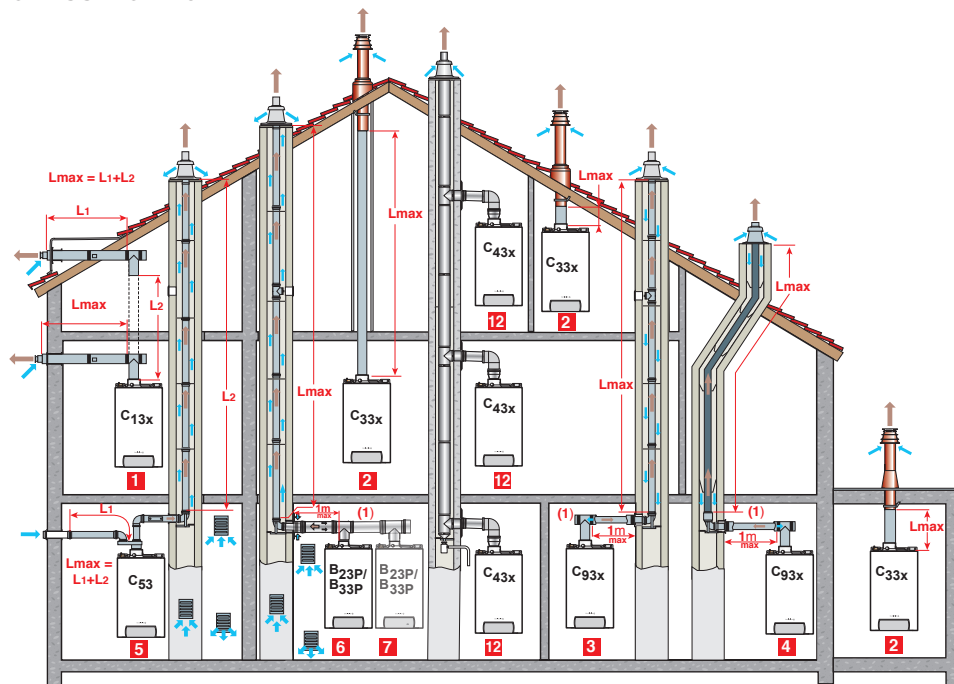 Lmax = L1+L2
L1
L2
Lmax
C13x
1
L2
L1
Lmax =
L1+L2
C53
5
Lmax
1m
max
(1)
B23P/
B33P
6
B23P/
B33P
7
Lmax
C33x
2
C43x
12
C43x
12
C43x
12
Lmax
C33x
2
Lmax
(1)
1m
max
C93x
3
Lmax
(1)
1m
max
C93x
4
Lmax
C33x
2